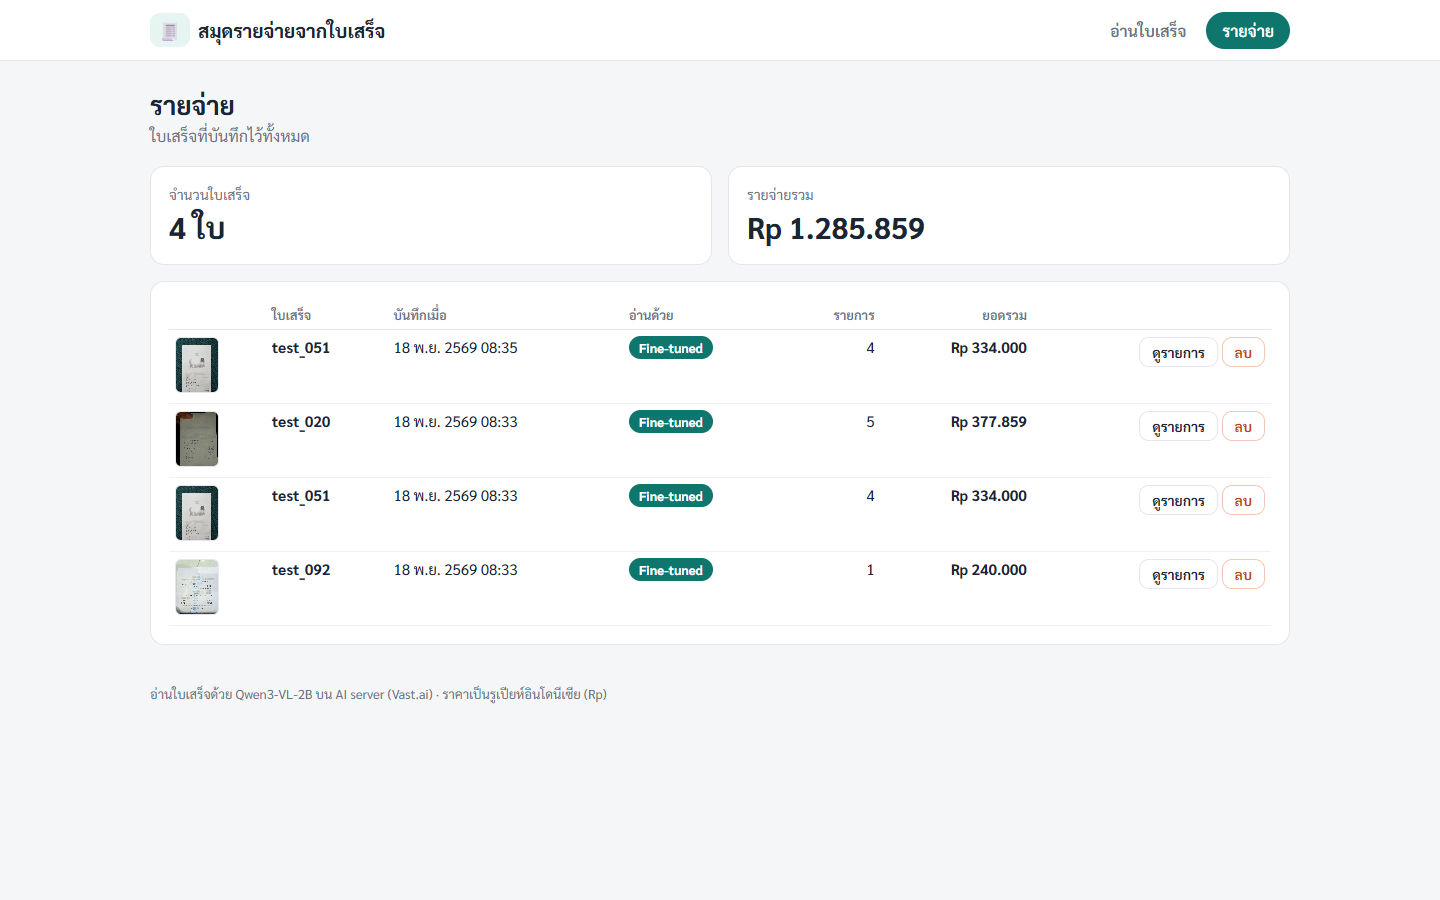 สมุดรายจ่ายจากใบเสร็จ
อ่านใบเสร็จ
รายจ่าย
รายจ่าย
ใบเสร็จที่บันทึกไว้ทั้งหมด
จำนวนใบเสร็จ
4 ใบ
รายจ่ายรวม
Rp 1.285.859
ใบเสร็จ บันทึกเมื่อ อ่านด้วย รายการ ยอดรวม
test_051 18 พ.ย. 2569 08:35 Fine-tuned 4 Rp 334.000 ดูรายการ ลบ
test_020 18 พ.ย. 2569 08:33 Fine-tuned 5 Rp 377.859 ดูรายการ ลบ
test_051 18 พ.ย. 2569 08:33 Fine-tuned 4 Rp 334.000 ดูรายการ ลบ
test_092 18 พ.ย. 2569 08:33 Fine-tuned 1 Rp 240.000 ดูรายการ ลบ
อ่านใบเสร็จด้วย Qwen3-VL-2B บน AI server (Vast.ai) · ราคาเป็นรูเปียห์อินโดนีเซีย (Rp)